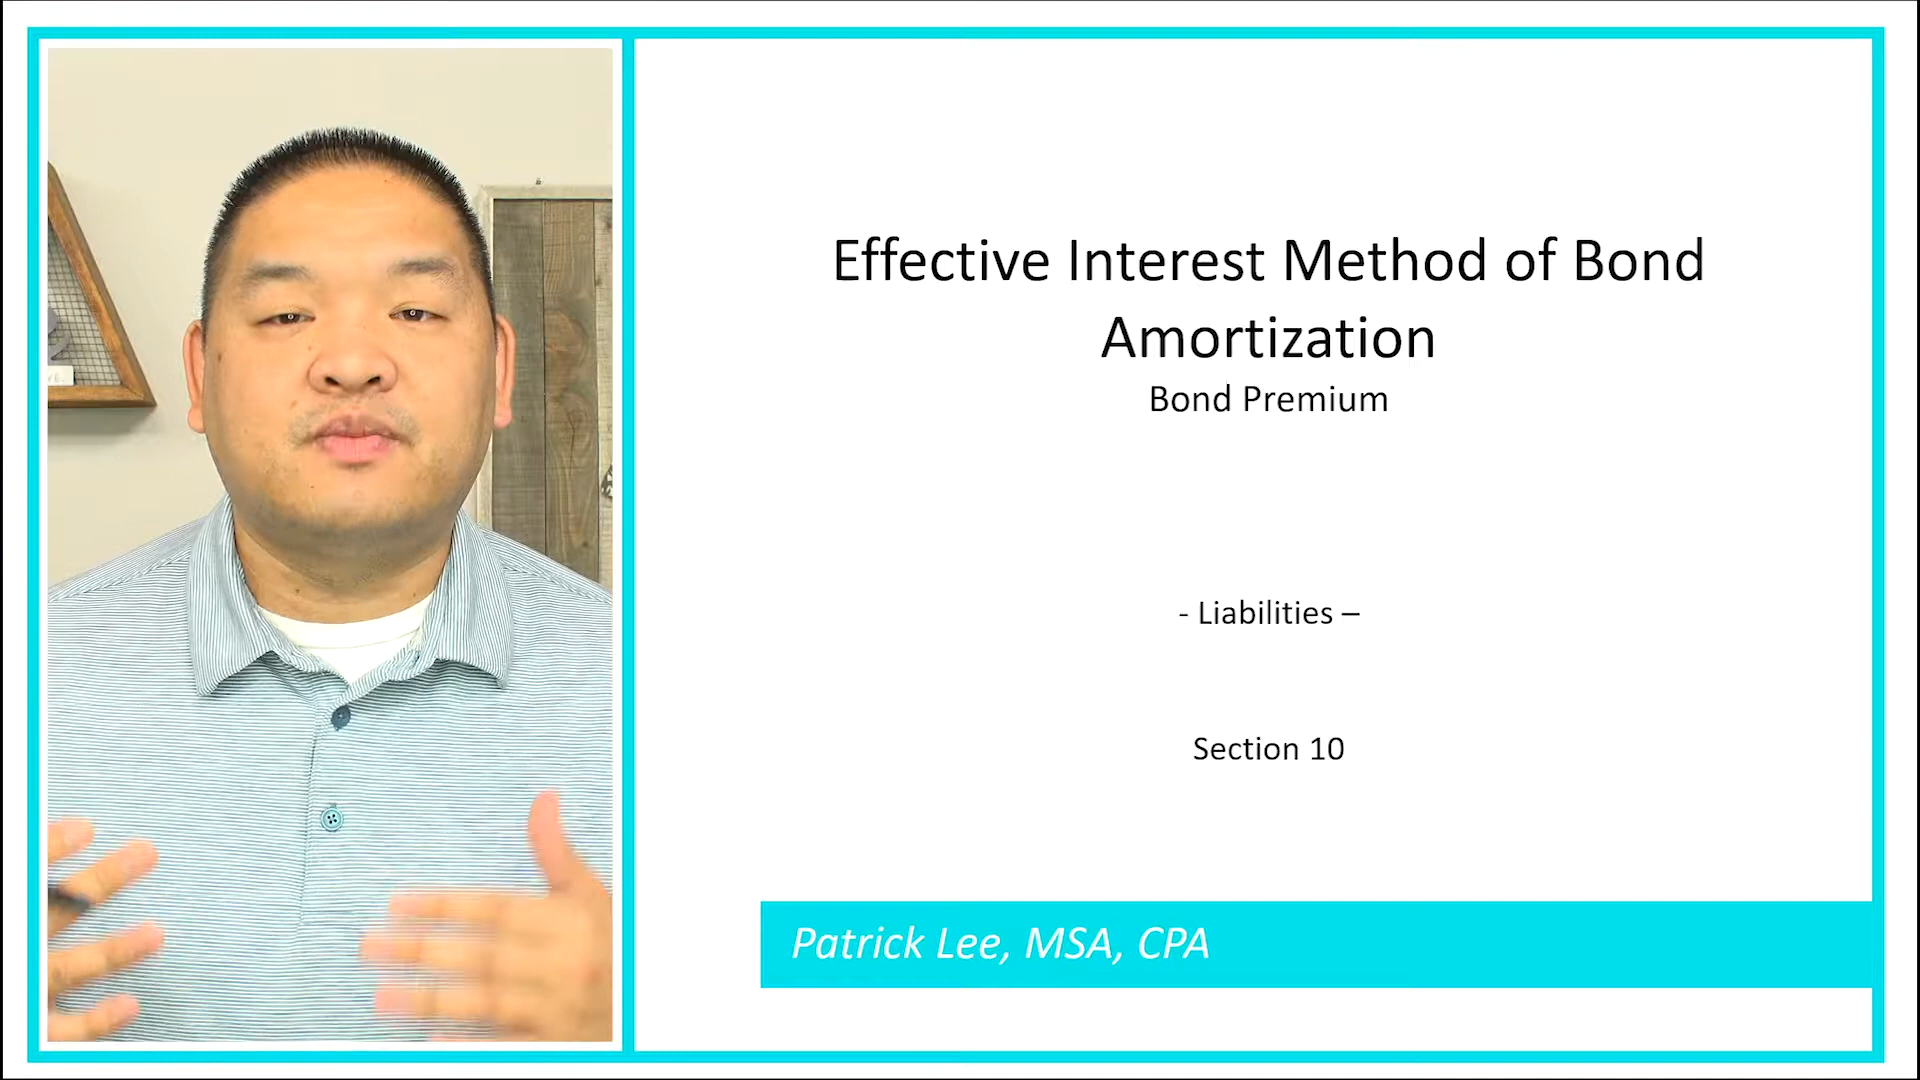 Effective Interest Method of Bond
Amortization
Bond Premium
- Liabilities –
Section 10
Patrick Lee, MSA, CPA